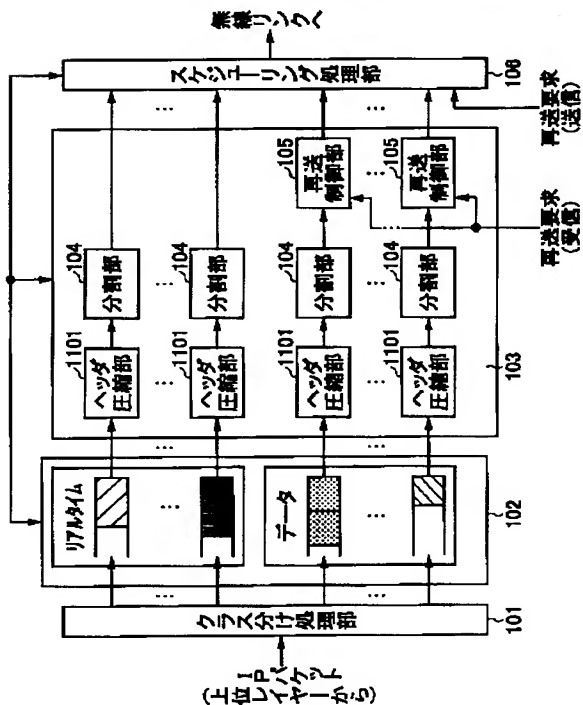 IPパケット
(上位レイヤーから)
クラス分け処理部
101
リアルタイム
…
データ
…
102
…
…
1101
ヘッダ
圧縮部
104
分割部
…
…
1101
ヘッダ
圧縮部
104
分割部
1101
ヘッダ
圧縮部
104
分割部
105
再送
制御部
…
…
…
1101
ヘッダ
圧縮部
104
分割部
105
再送
制御部
103
再送要求
(受信)
…
…
スケジューリング処理部
106
再送要求
(送信)
無線リンクへ